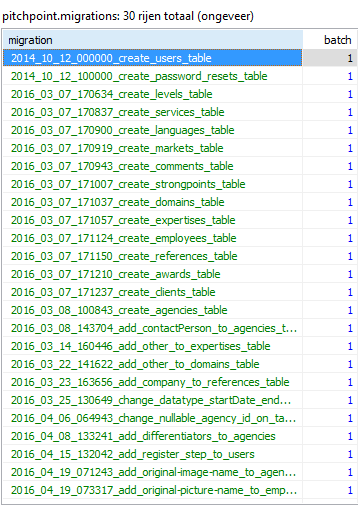 pitchpoint.migrations: 30 rijen totaal (ongeveer)
migration batch
2014_10_12_000000_create_users_table 1
2014_10_12_100000_create_password_resets_table 1
2016_03_07_170634_create_levels_table 1
2016_03_07_170837_create_services_table 1
2016_03_07_170900_create_languages_table 1
2016_03_07_170919_create_markets_table 1
2016_03_07_170943_create_comments_table 1
2016_03_07_171007_create_strongpoints_table 1
2016_03_07_171037_create_domains_table 1
2016_03_07_171057_create_expertises_table 1
2016_03_07_171124_create_employees_table 1
2016_03_07_171150_create_references_table 1
2016_03_07_171210_create_awards_table 1
2016_03_07_171237_create_clients_table 1
2016_03_08_100843_create_agencies_table 1
2016_03_08_143704_add_contactPerson_to_agencies_t... 1
2016_03_14_160446_add_other_to_expertises_table 1
2016_03_22_141622_add_other_to_domains_table 1
2016_03_23_163656_add_company_to_references_table 1
2016_03_25_130649_change_datatype_startDate_end... 1
2016_04_06_064943_change_nullable_agency_id_on_ta... 1
2016_04_08_133241_add_differentiators_to_agencies 1
2016_04_15_132042_add_register_step_to_users 1
2016_04_19_071243_add_original-image-name_to_agen... 1
2016_04_19_073317_add_original-picture-name_to_emp... 1